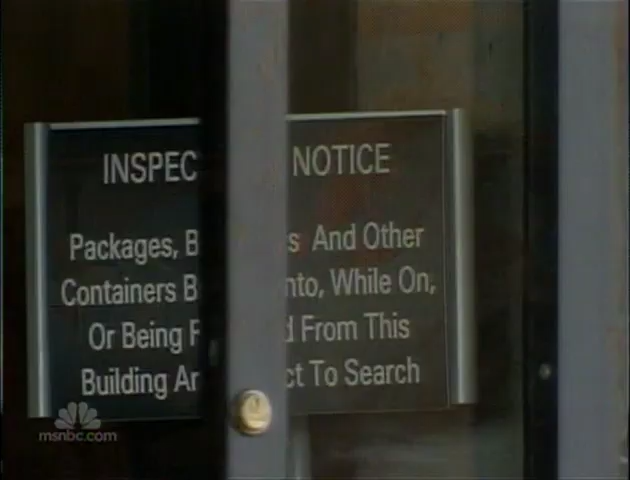 INSPEC NOTICE
Packages, B s And Other
Containers B nto, While On,
Or Being F d From This
Building Ar ct To Search
msnbc.com